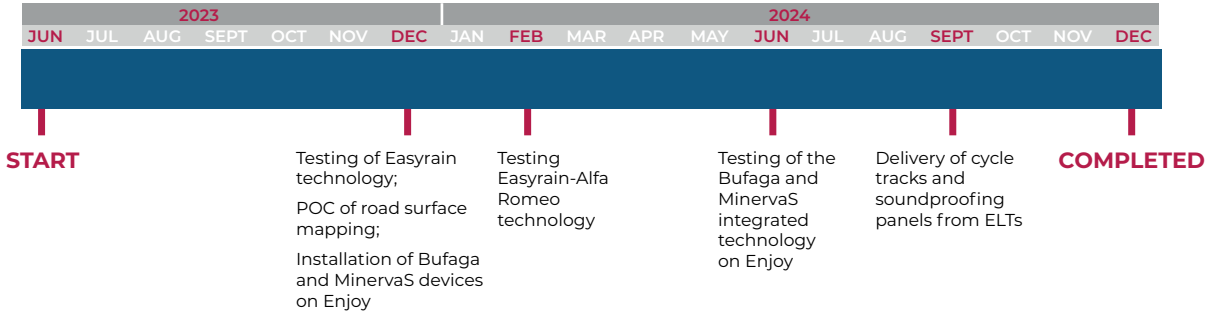 2023 2024
JUN JUL AUG SEPT OCT NOV DEC JAN FEB MAR APR MAY JUN JUL AUG SEPT OCT NOV DEC
START
Testing of Easyrain
technology;
POC of road surface
mapping;
Installation of Bufaga
and MinervaS devices
on Enjoy
Testing
Easyrain-Alfa
Romeo
technology
Testing of the
Bufaga and
MinervaS
integrated
technology
on Enjoy
Delivery of cycle
tracks and
soundproofing
panels from ELTs
COMPLETED